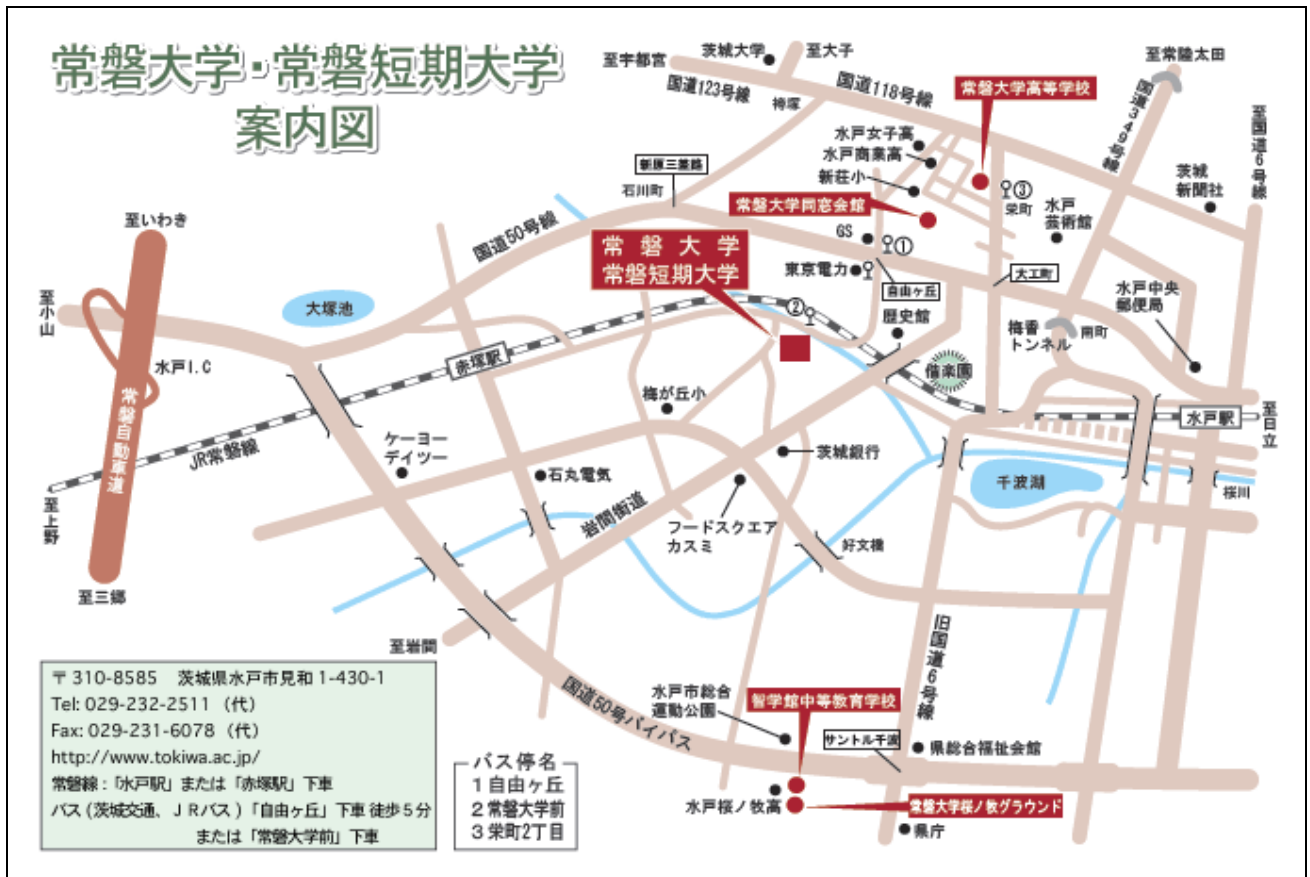 常磐大学・常磐短期大学
案内図
茨城大学
至大子
至宇都宮
国道123号線
袴塚
国道118号線
常磐大学高等学校
至常陸太田
国道349号線
至国道6号線
水戸女子高
水戸商業高
新荘小
新原三差路
石川町
常磐大学同窓会館
③
栄町
水戸
芸術館
茨城
新聞社
至いわき
国道50号線
常磐大学
常磐短期大学
GS
①
東京電力
自由ヶ丘
大工町
水戸中央
郵便局
至小山
大塚池
②
歴史館
梅香
トンネル
南町
水戸I.C
赤塚駅
偕楽園
常磐自動車道
梅が丘小
水戸駅
至日立
JR常磐線
ケーヨー
デイツー
石丸電気
茨城銀行
千波湖
桜川
至上野
岩間街道
フードスクエア
カスミ
好文橋
至三郷
至岩間
旧国道6号線
〒310-8585 茨城県水戸市見和1-430-1
Tel: 029-232-2511 (代)
Fax: 029-231-6078 (代)
http://www.tokiwa.ac.jp/
常磐線：「水戸駅」または「赤塚駅」下車
バス(茨城交通、JRバス)「自由ヶ丘」下車 徒歩5分
または「常磐大学前」下車
国道50号バイパス
バス停名
1 自由ヶ丘
2 常磐大学前
3 栄町2丁目
水戸市総合
運動公園
智学館中等教育学校
サントル千波
県総合福祉会館
水戸桜ノ牧高
常磐大学桜ノ牧グラウンド
県庁